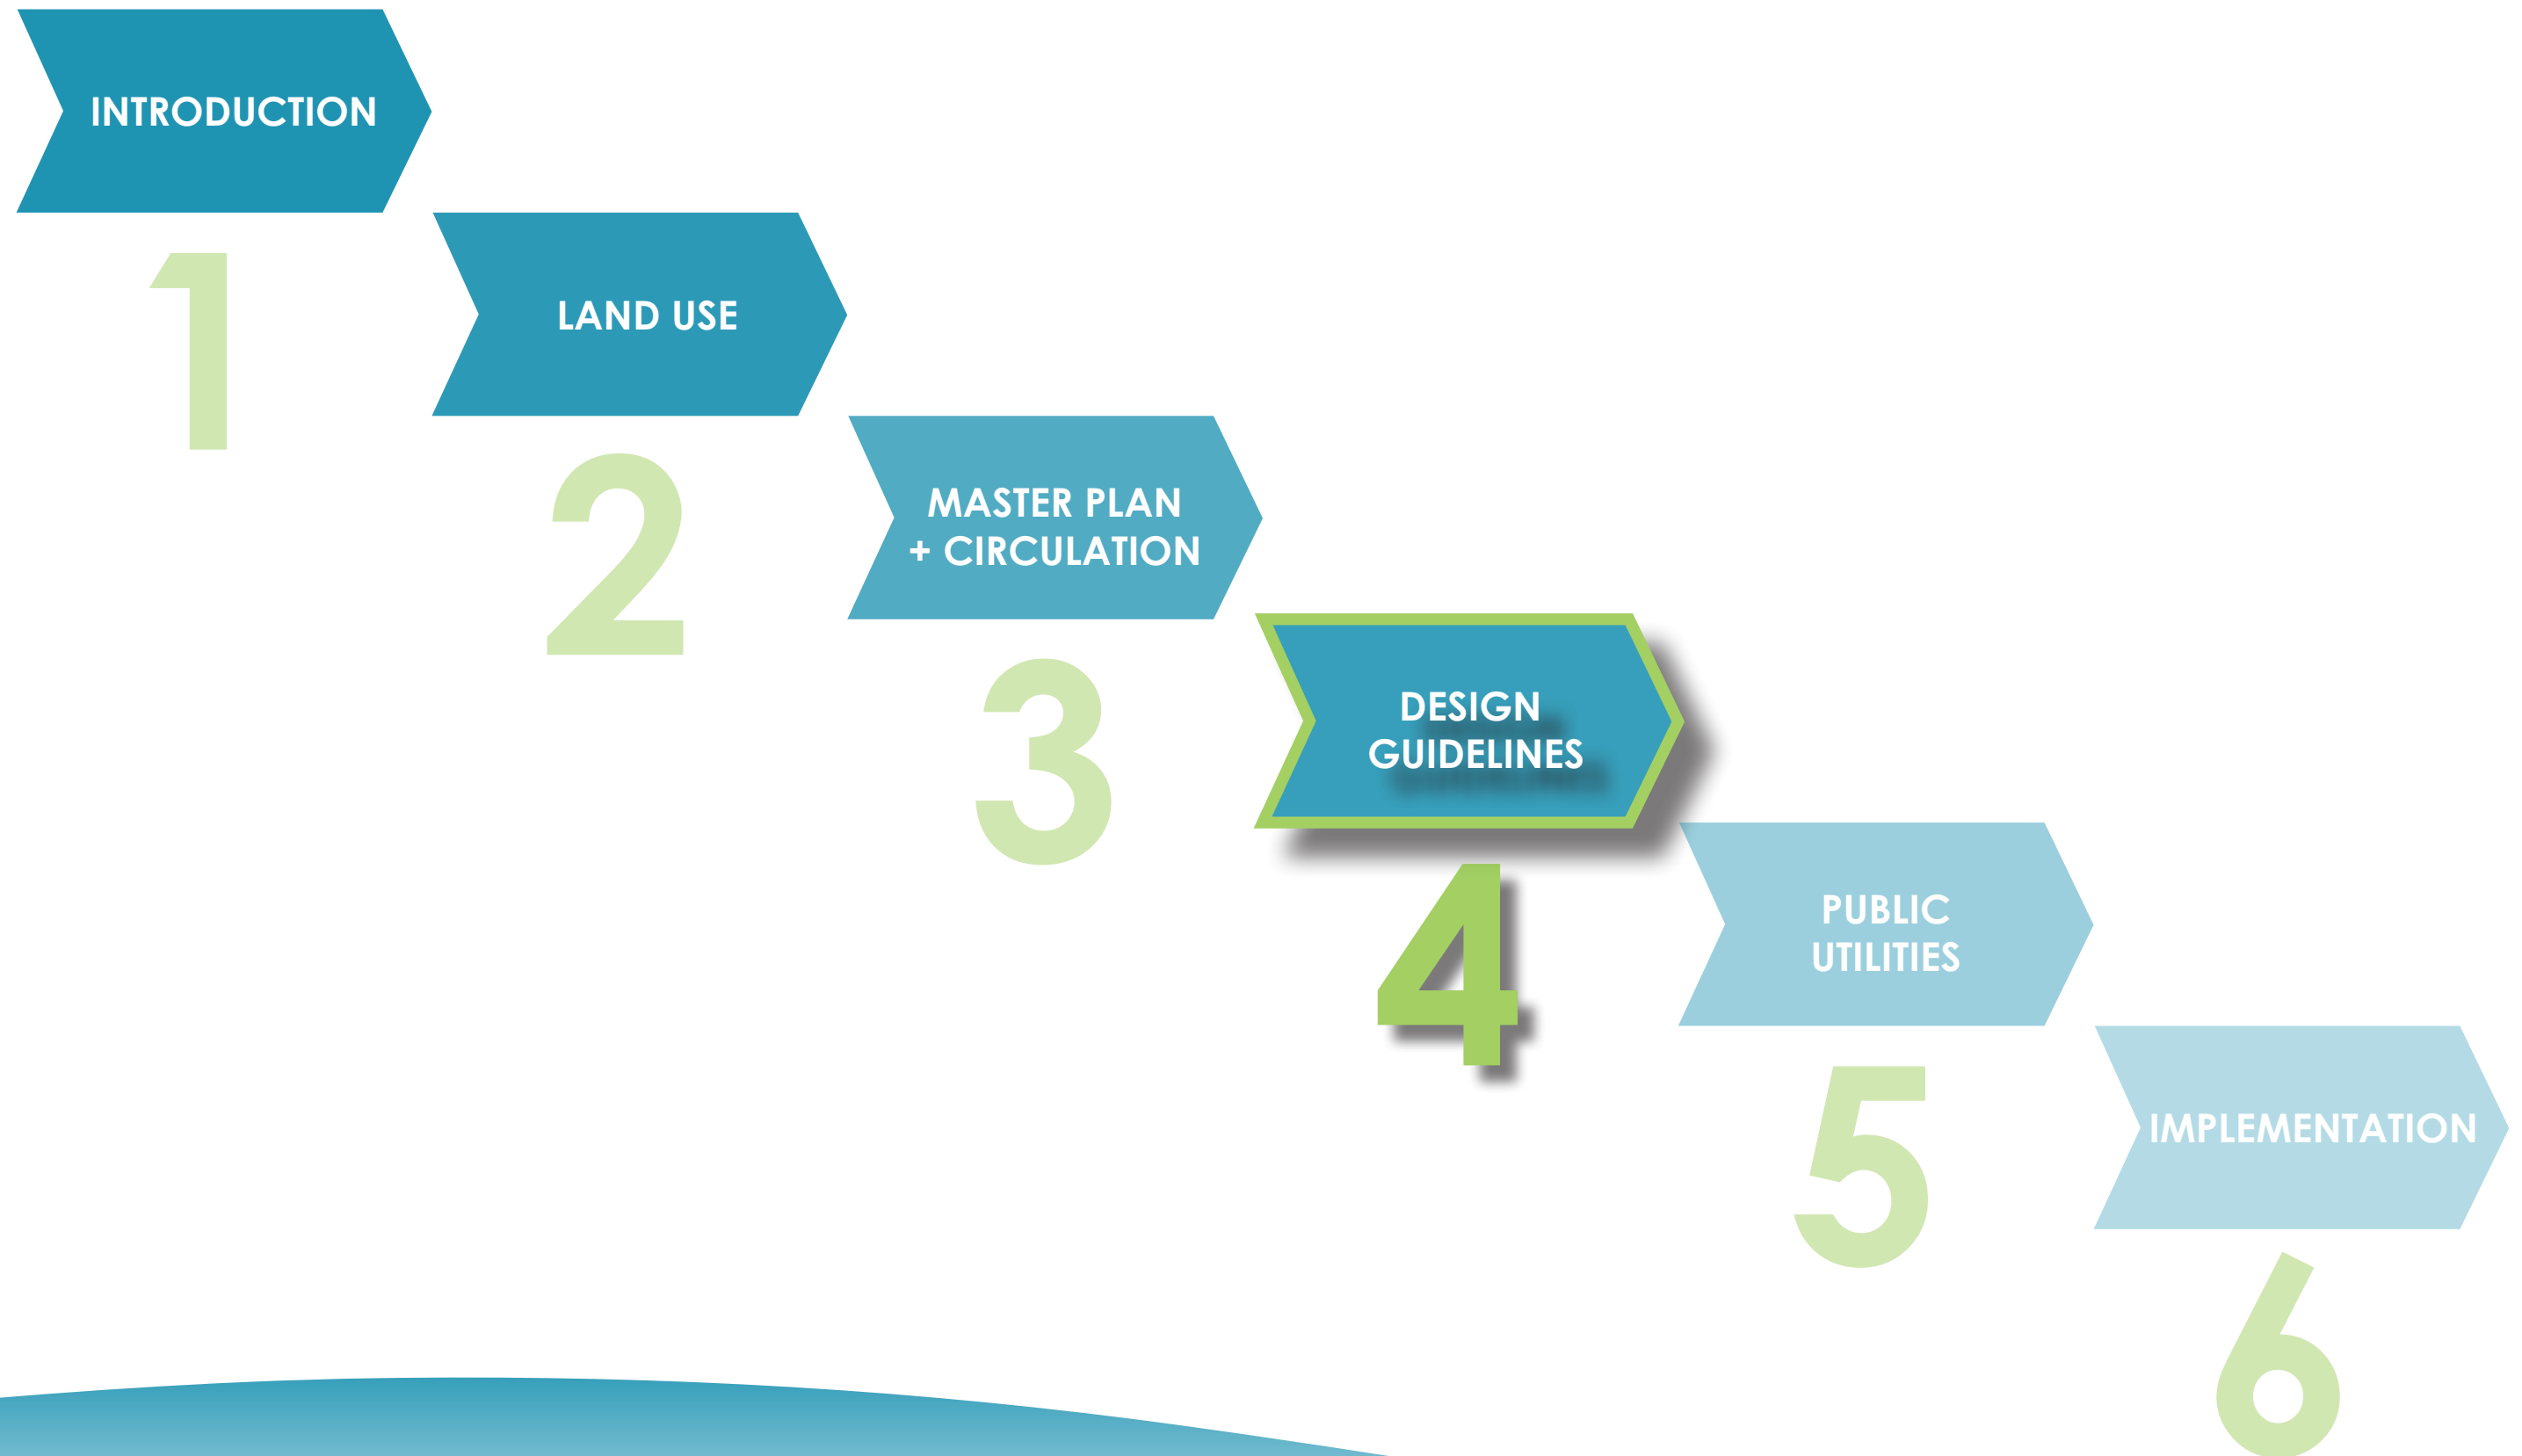 INTRODUCTION
1
LAND USE
2
MASTER PLAN
+ CIRCULATION
3
DESIGN
GUIDELINES
4
PUBLIC
UTILITIES
5
IMPLEMENTATION
6